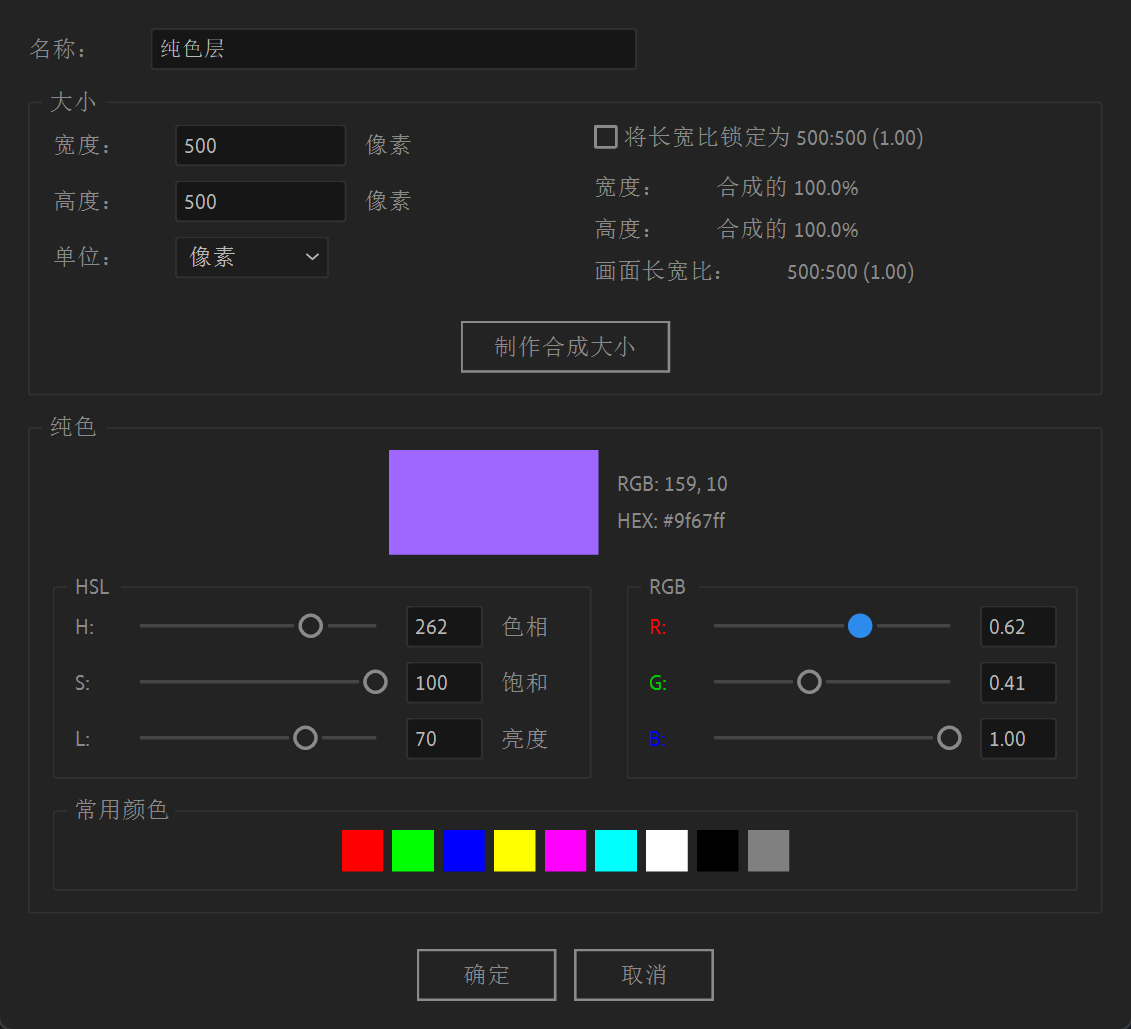 名称：
纯色层
大小
宽度： 500 像素
高度： 500 像素
单位： 像素
将长宽比锁定为 500:500 (1.00)
宽度： 合成的 100.0%
高度： 合成的 100.0%
画面长宽比： 500:500 (1.00)
制作合成大小
纯色
RGB: 159, 10
HEX: #9f67ff
HSL
H: 262 色相
S: 100 饱和
L: 70 亮度
RGB
R: 0.62
G: 0.41
B: 1.00
常用颜色
确定
取消